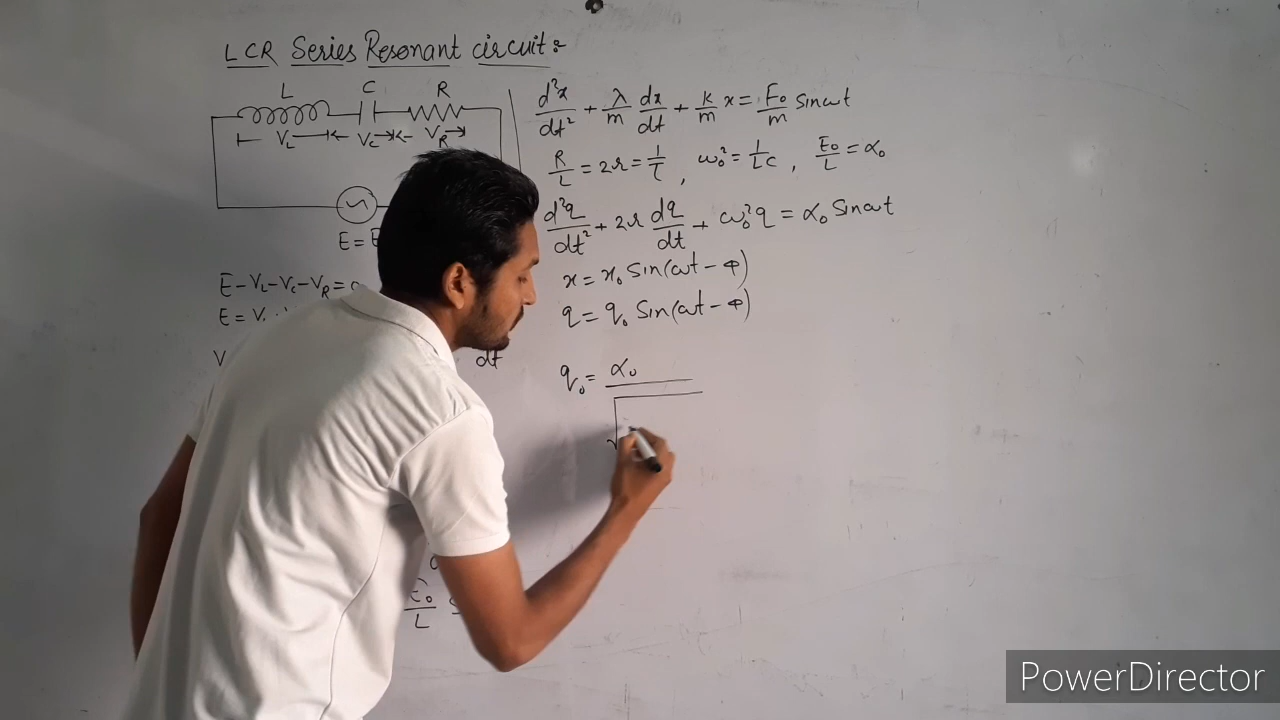 LCR Series Resonant circuit:
L C R
V_L V_C V_R
E = E
E - V_L - V_C - V_R = 0
E = V
V
dt
E₀/L S
d²x/dt² + λ/m dx/dt + k/m x = F₀/m Sinωt
R/L = 2r = 1/τ , ω₀² = 1/LC , E₀/L = α₀
d²q/dt² + 2r dq/dt + ω₀²q = α₀ Sinωt
x = x₀ Sin(ωt - φ)
q = q₀ Sin(ωt - φ)
q₀ = α₀/√
PowerDirector